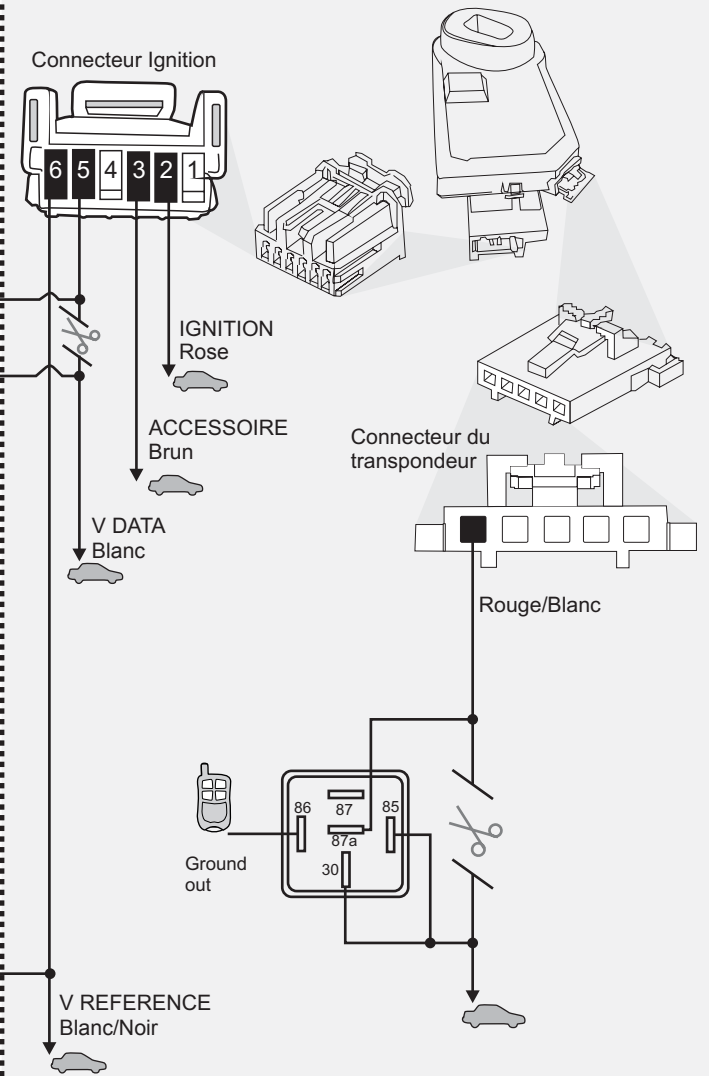 Connecteur Ignition
6 5 4 3 2 1
IGNITION
Rose
ACCESSOIRE
Brun
V DATA
Blanc
Connecteur du
transpondeur
Rouge/Blanc
86 87 85
87a
30
Ground
out
V REFERENCE
Blanc/Noir